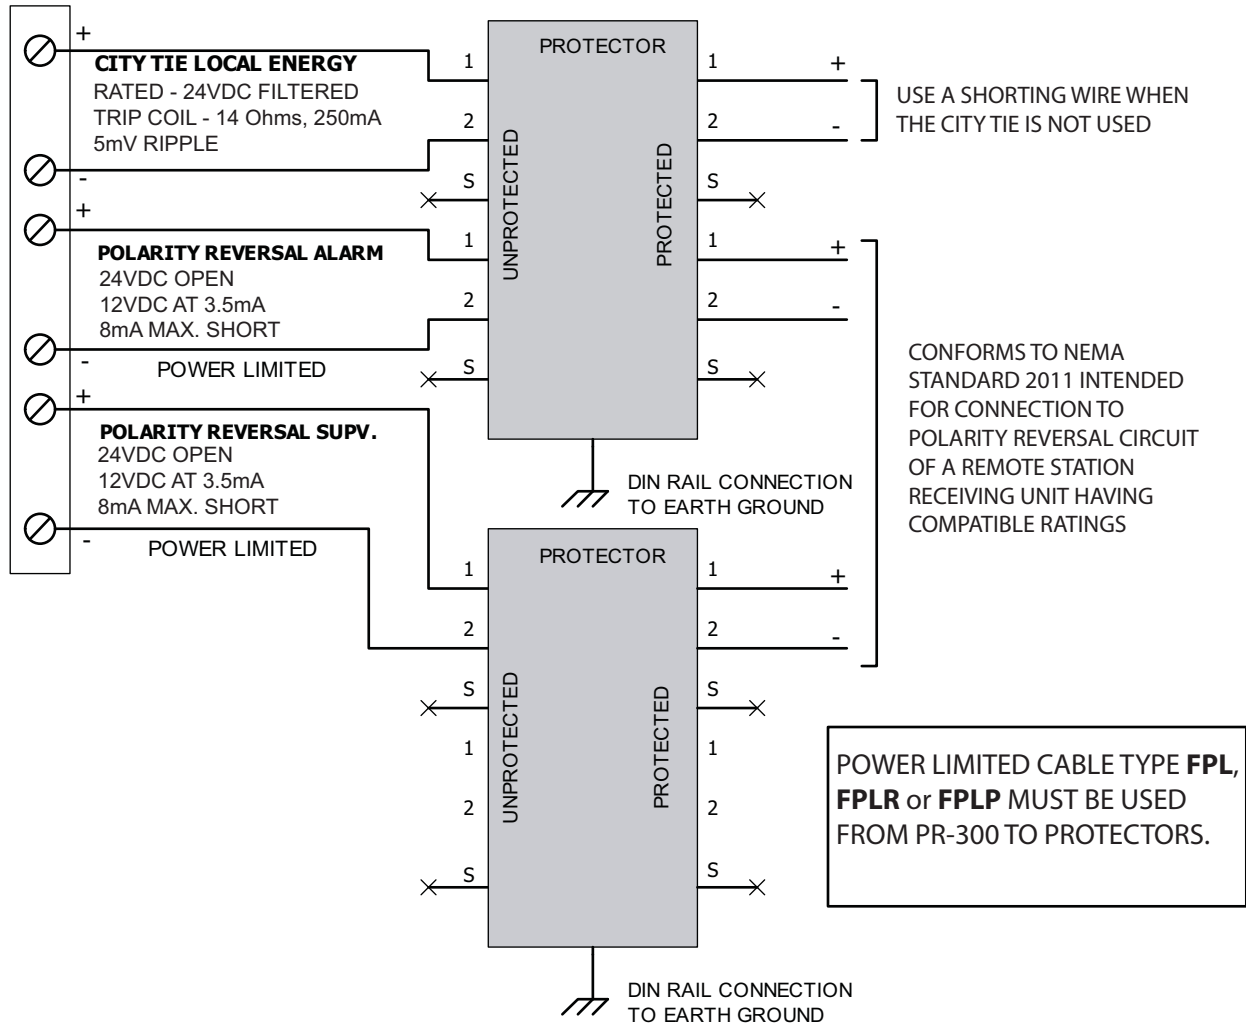 +
CITY TIE LOCAL ENERGY
RATED - 24VDC FILTERED
TRIP COIL - 14 Ohms, 250mA
5mV RIPPLE
-
+
POLARITY REVERSAL ALARM
24VDC OPEN
12VDC AT 3.5mA
8mA MAX. SHORT
-
POWER LIMITED
+
POLARITY REVERSAL SUPV.
24VDC OPEN
12VDC AT 3.5mA
8mA MAX. SHORT
-
POWER LIMITED
PROTECTOR
1
2
S
1
2
S
UNPROTECTED
PROTECTED
1
2
S
1
2
S
+
-
+
-
USE A SHORTING WIRE WHEN
THE CITY TIE IS NOT USED
DIN RAIL CONNECTION
TO EARTH GROUND
CONFORMS TO NEMA
STANDARD 2011 INTENDED
FOR CONNECTION TO
POLARITY REVERSAL CIRCUIT
OF A REMOTE STATION
RECEIVING UNIT HAVING
COMPATIBLE RATINGS
PROTECTOR
1
2
S
1
2
S
UNPROTECTED
PROTECTED
1
2
S
1
2
S
+
-
DIN RAIL CONNECTION
TO EARTH GROUND
POWER LIMITED CABLE TYPE FPL,
FPLR or FPLP MUST BE USED
FROM PR-300 TO PROTECTORS.